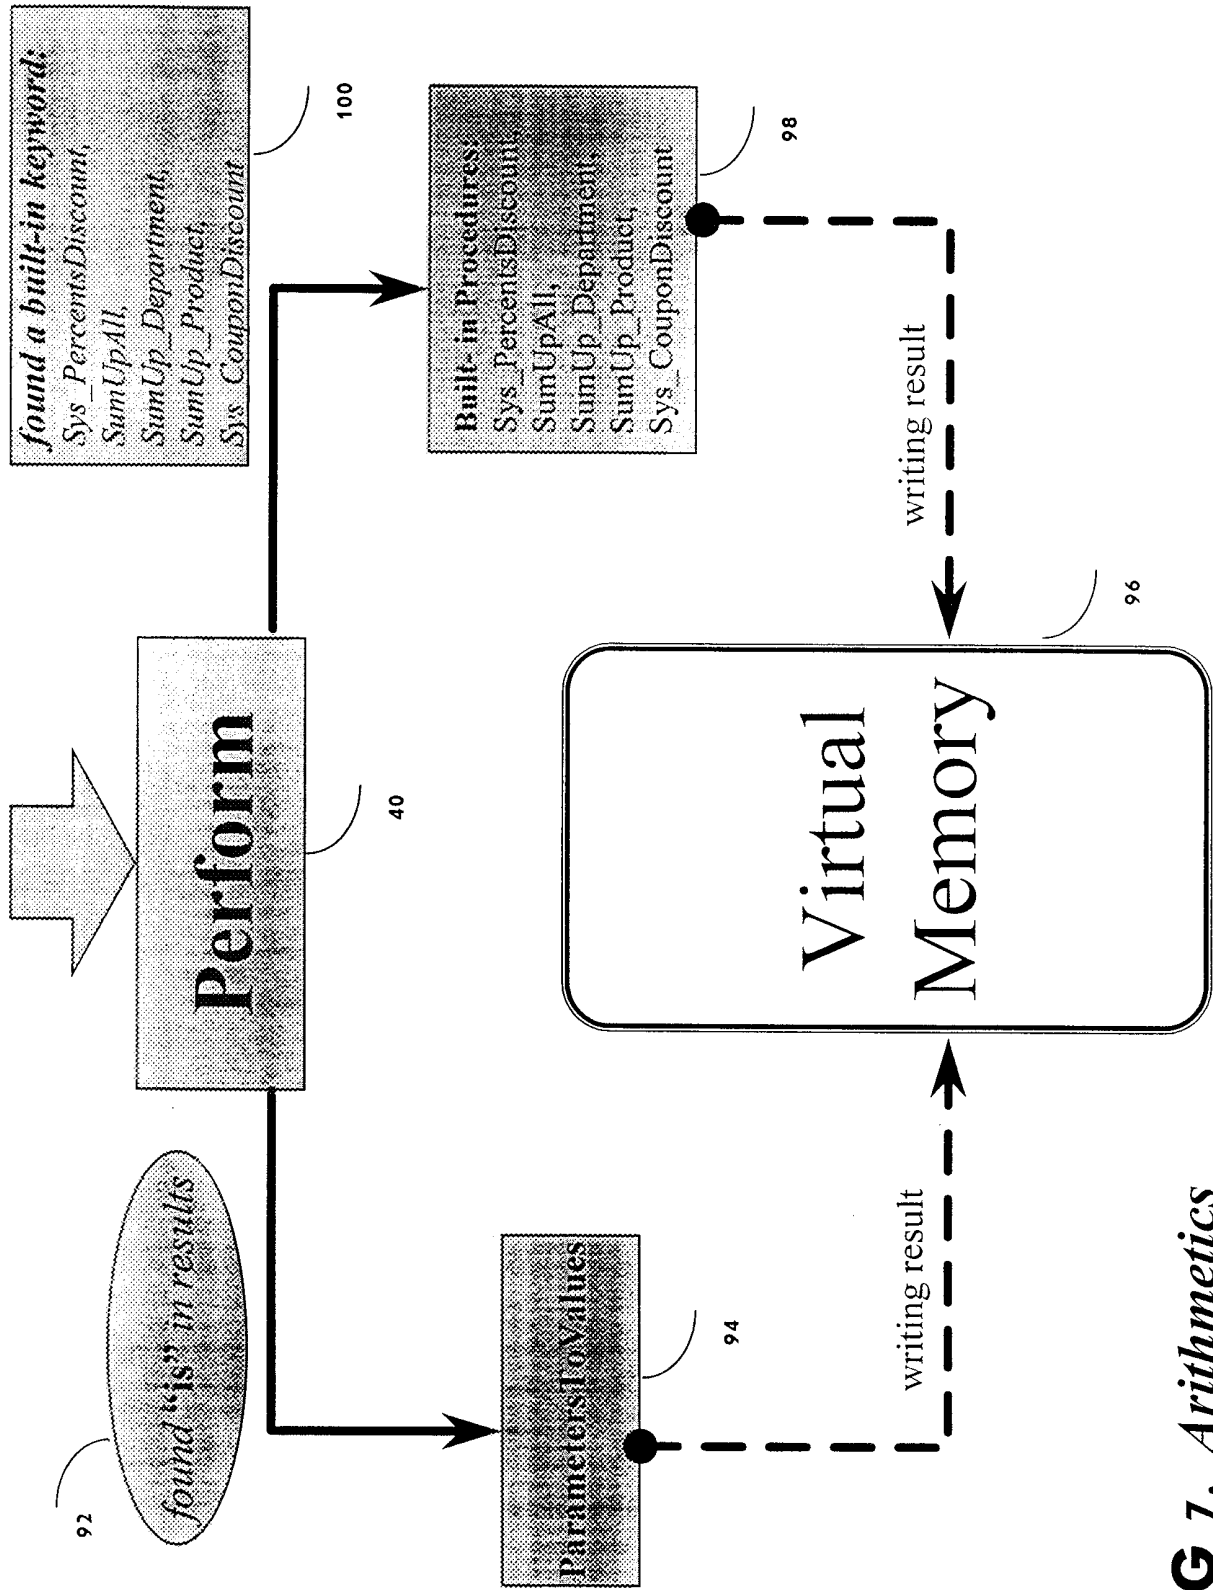 found "is" in results
92
Perform
40
found a built-in keyword:
Sys_PercentsDiscount,
SumUpAll,
SumUp_Department,
SumUp_Product,
Sys_CouponDiscount
100
ParametersToValues
94
Built- in Procedures:
Sys_PercentsDiscount,
SumUpAll,
SumUp_Department,
SumUp_Product,
Sys_CouponDiscount
98
writing result
writing result
Virtual
Memory
96
G 7. Arithmetics